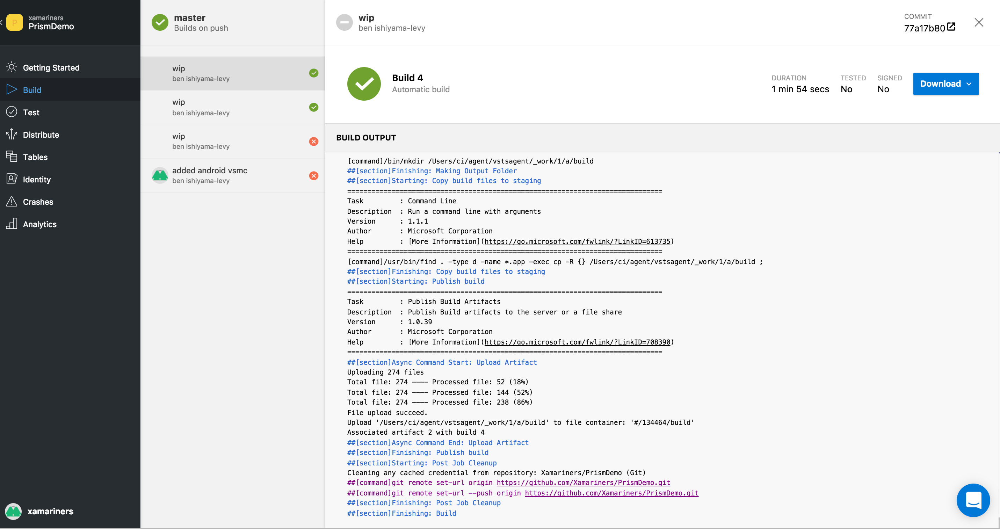 P
xamariners
PrismDemo
Getting Started
Build
Test
Distribute
Tables
Identity
Crashes
Analytics
xamariners
master
Builds on push
wip
ben ishiyama-levy
wip
ben ishiyama-levy
wip
ben ishiyama-levy
added android vsmc
ben ishiyama-levy
wip
ben ishiyama-levy
COMMIT
77a17b80
Build 4
Automatic build
DURATION
1 min 54 secs
TESTED
No
SIGNED
No
Download
BUILD OUTPUT
[command]/bin/mkdir /Users/ci/agent/vstsagent/_work/1/a/build
##[section]Finishing: Making Output Folder
##[section]Starting: Copy build files to staging
==============================================================================
Task         : Command Line
Description  : Run a command line with arguments
Version      : 1.1.1
Author       : Microsoft Corporation
Help         : [More Information](https://go.microsoft.com/fwlink/?LinkID=613735)
==============================================================================
[command]/usr/bin/find . -type d -name *.app -exec cp -R {} /Users/ci/agent/vstsagent/_work/1/a/build ;
##[section]Finishing: Copy build files to staging
##[section]Starting: Publish build
==============================================================================
Task         : Publish Build Artifacts
Description  : Publish Build artifacts to the server or a file share
Version      : 1.0.39
Author       : Microsoft Corporation
Help         : [More Information](https://go.microsoft.com/fwlink/?LinkID=708390)
==============================================================================
##[section]Async Command Start: Upload Artifact
Uploading 274 files
Total file: 274 ---- Processed file: 52 (18%)
Total file: 274 ---- Processed file: 144 (52%)
Total file: 274 ---- Processed file: 238 (86%)
File upload succeed.
Upload '/Users/ci/agent/vstsagent/_work/1/a/build' to file container: '#/134464/build'
Associated artifact 2 with build 4
##[section]Async Command End: Upload Artifact
##[section]Finishing: Publish build
##[section]Starting: Post Job Cleanup
Cleaning any cached credential from repository: Xamariners/PrismDemo (Git)
##[command]git remote set-url origin https://github.com/Xamariners/PrismDemo.git
##[command]git remote set-url --push origin https://github.com/Xamariners/PrismDemo.git
##[section]Finishing: Post Job Cleanup
##[section]Finishing: Build